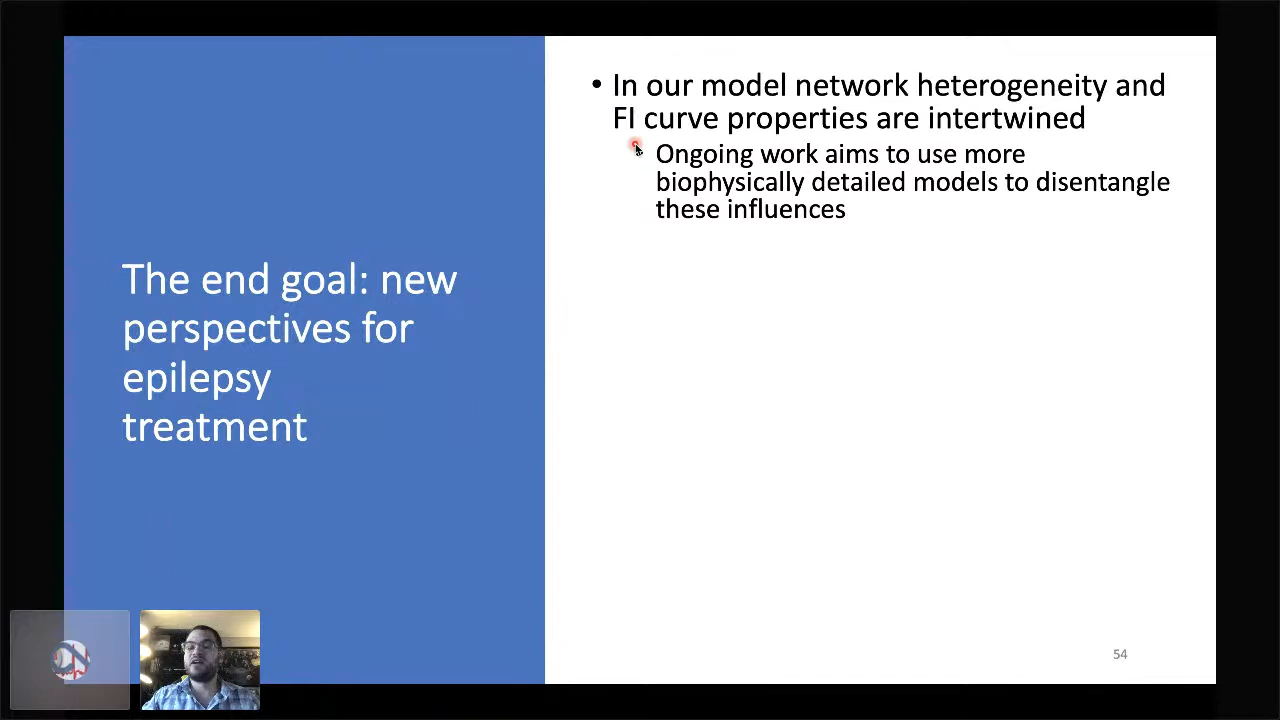 The end goal: new
perspectives for
epilepsy
treatment
• In our model network heterogeneity and
FI curve properties are intertwined
Ongoing work aims to use more
biophysically detailed models to disentangle
these influences
54